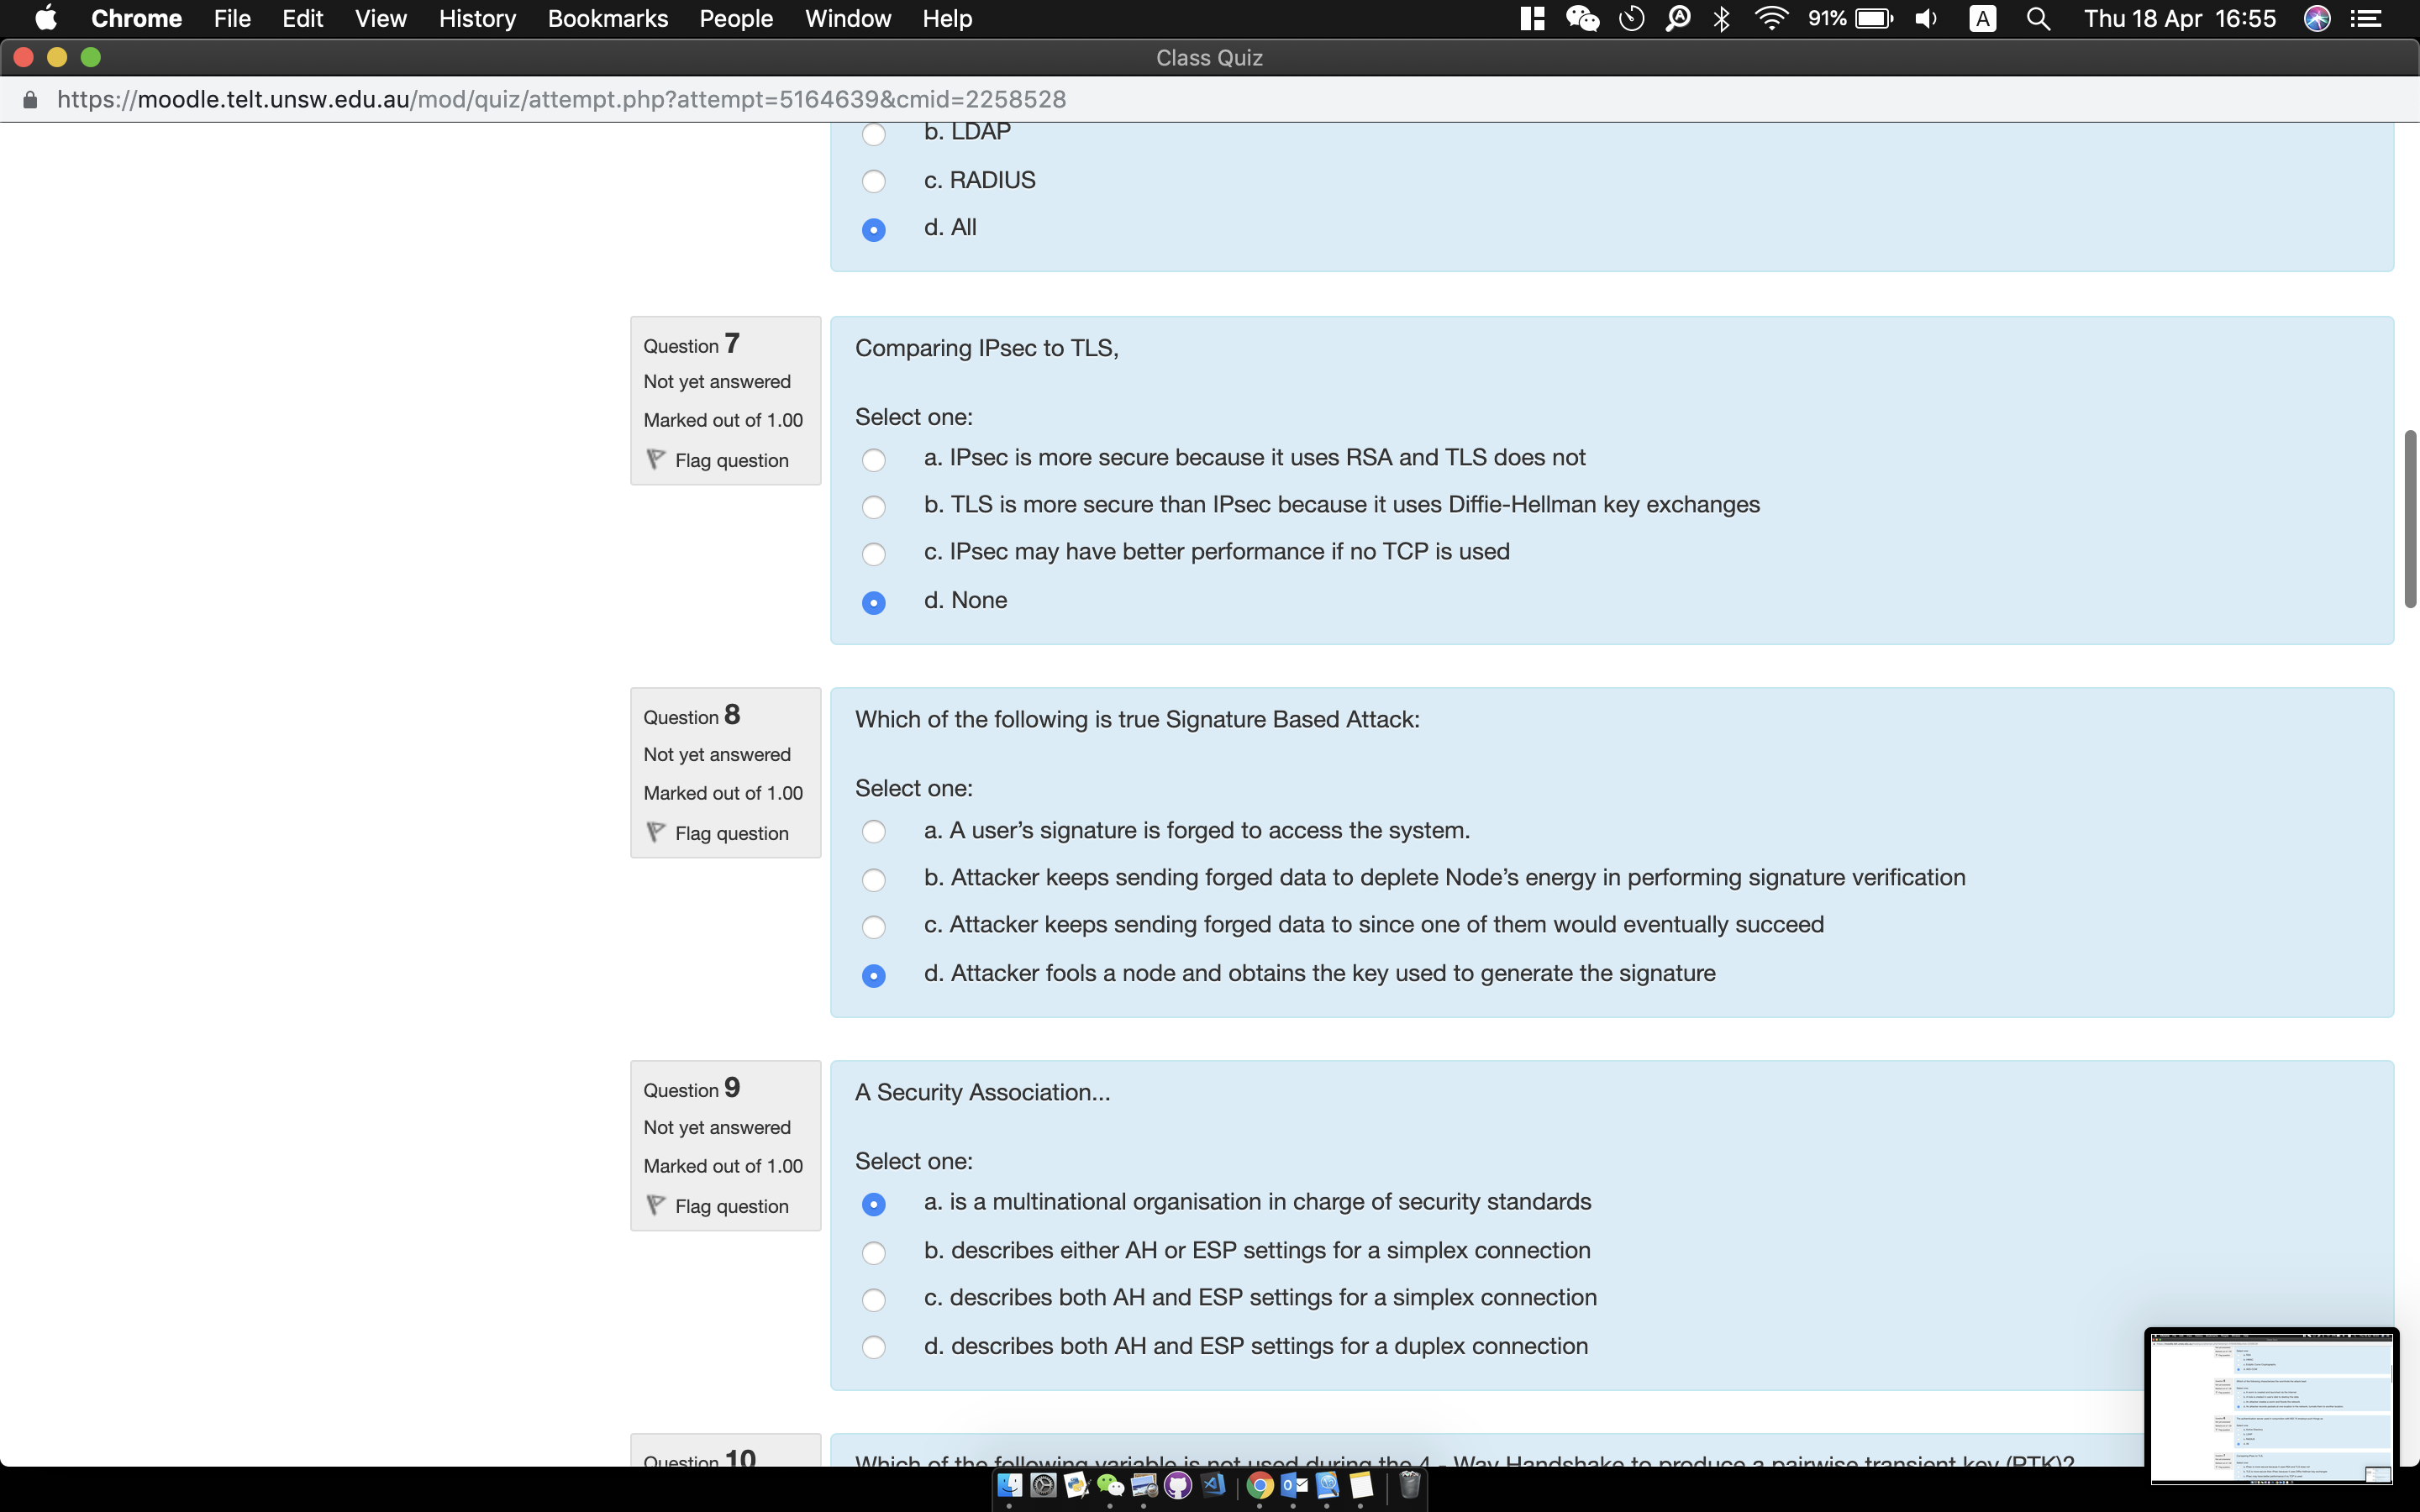 Chrome File Edit View History Bookmarks People Window Help 91% A Thu 18 Apr 16:55
Class Quiz
https://moodle.telt.unsw.edu.au/mod/quiz/attempt.php?attempt=5164639&cmid=2258528
b. LDAP
c. RADIUS
d. All
Question 7
Not yet answered
Marked out of 1.00
Flag question
Comparing IPsec to TLS,
Select one:
a. IPsec is more secure because it uses RSA and TLS does not
b. TLS is more secure than IPsec because it uses Diffie-Hellman key exchanges
c. IPsec may have better performance if no TCP is used
d. None
Question 8
Not yet answered
Marked out of 1.00
Flag question
Which of the following is true Signature Based Attack:
Select one:
a. A user’s signature is forged to access the system.
b. Attacker keeps sending forged data to deplete Node’s energy in performing signature verification
c. Attacker keeps sending forged data to since one of them would eventually succeed
d. Attacker fools a node and obtains the key used to generate the signature
Question 9
Not yet answered
Marked out of 1.00
Flag question
A Security Association...
Select one:
a. is a multinational organisation in charge of security standards
b. describes either AH or ESP settings for a simplex connection
c. describes both AH and ESP settings for a simplex connection
d. describes both AH and ESP settings for a duplex connection
Question 10
Which of the following variable is not used during the 4 - Way Handshake to produce a pairwise transient key (PTK)?